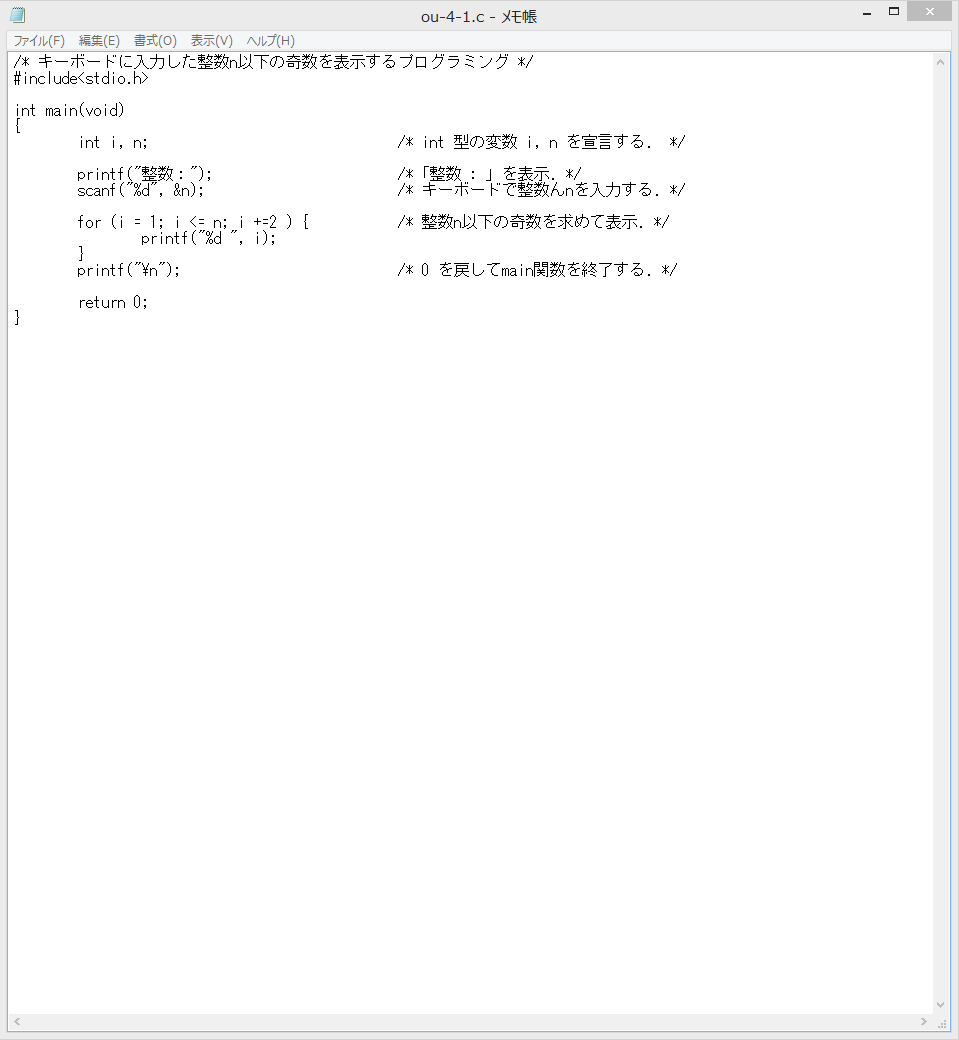 ou-4-1.c - メモ帳
ファイル(F) 編集(E) 書式(O) 表示(V) ヘルプ(H)
/* キーボードに入力した整数n以下の奇数を表示するプログラミング */
#include<stdio.h>
int main(void)
{
int i, n; /* int 型の変数 i, n を宣言する. */
printf("整数："); /*「整数 : 」を表示. */
scanf("%d", &n); /* キーボードで整数んnを入力する. */
for (i = 1; i <= n; i +=2 ) { /* 整数n以下の奇数を求めて表示. */
printf("%d ", i);
}
printf("¥n"); /* 0 を戻してmain関数を終了する. */
return 0;
}